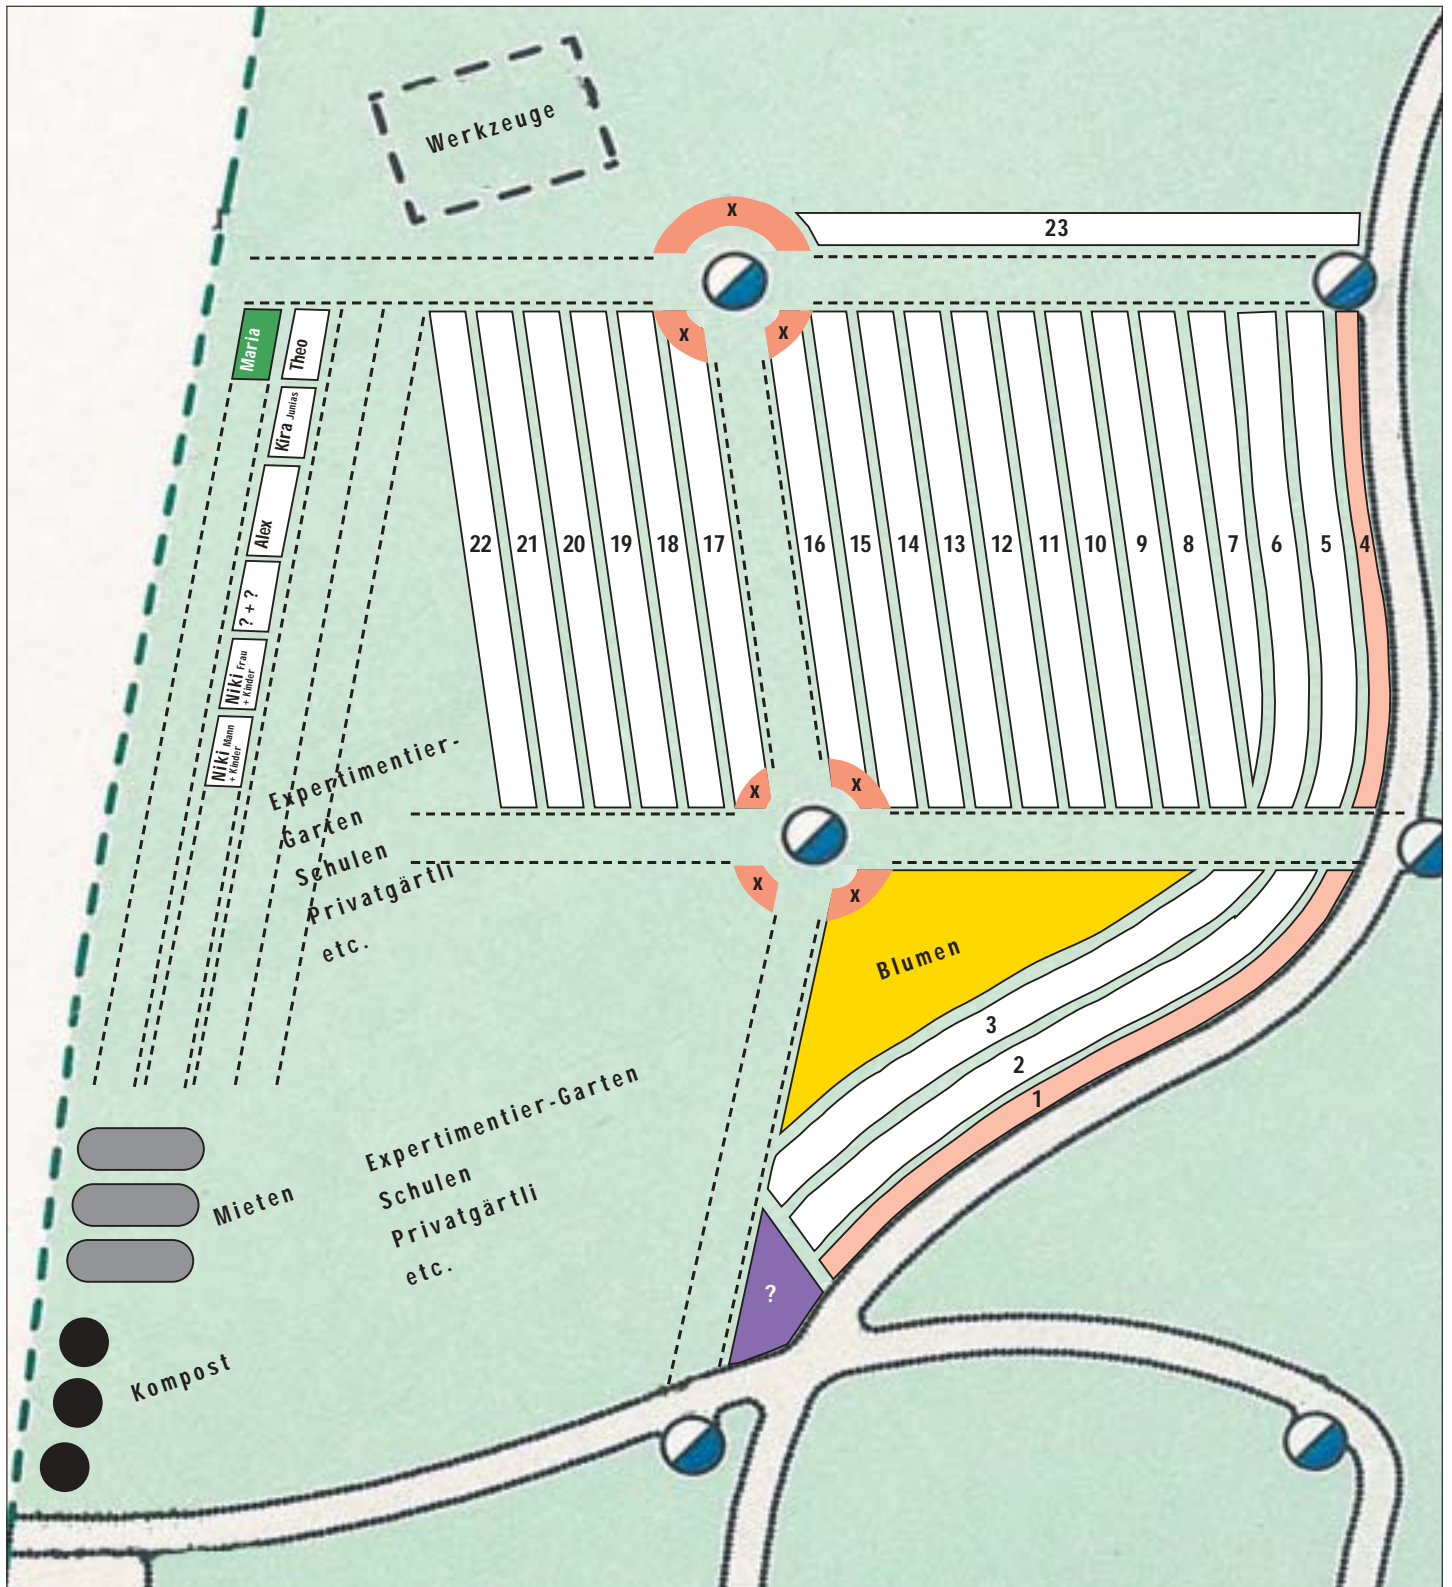 Werkzeuge
x
23
Maria
Theo
x
x
Kira Junias
Alex
? + ?
Niki Frau
+ Kinder
Niki Mann
+ Kinder
22
21
20
19
18
17
16
15
14
13
12
11
10
9
8
7
6
5
4
Expertimentier-
Garten
Schulen
Privatgärtli
etc.
x
x
x
x
Blumen
3
2
1
Expertimentier-Garten
Schulen
Privatgärtli
etc.
Mieten
?
Kompost